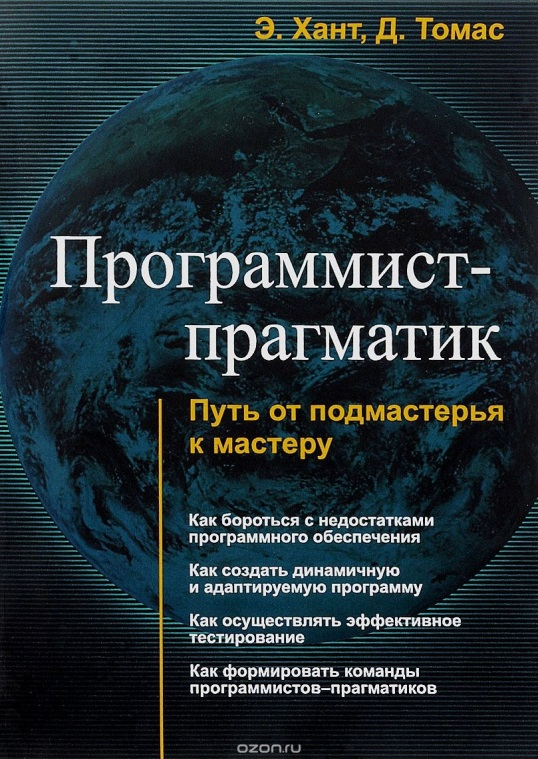 Э. Хант, Д. Томас
Программист-
прагматик
Путь от подмастерья
к мастеру
Как бороться с недостатками
программного обеспечения
Как создать динамичную
и адаптируемую программу
Как осуществлять эффективное
тестирование
Как формировать команды
программистов–прагматиков
ozon.ru